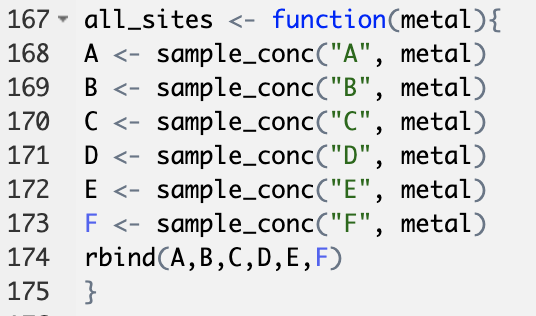 167 all_sites <- function(metal){
168 A <- sample_conc("A", metal)
169 B <- sample_conc("B", metal)
170 C <- sample_conc("C", metal)
171 D <- sample_conc("D", metal)
172 E <- sample_conc("E", metal)
173 F <- sample_conc("F", metal)
174 rbind(A,B,C,D,E,F)
175 }